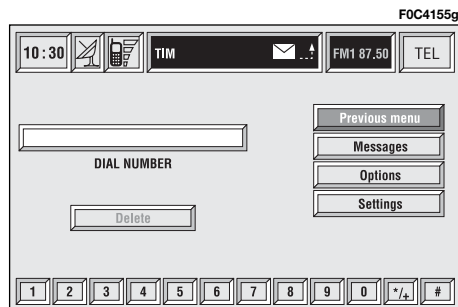 F0C4155g
10:30 TIM FM1 87.50 TEL
Previous menu
Messages
DIAL NUMBER
Options
Delete
Settings
1 2 3 4 5 6 7 8 9 0 */+ #